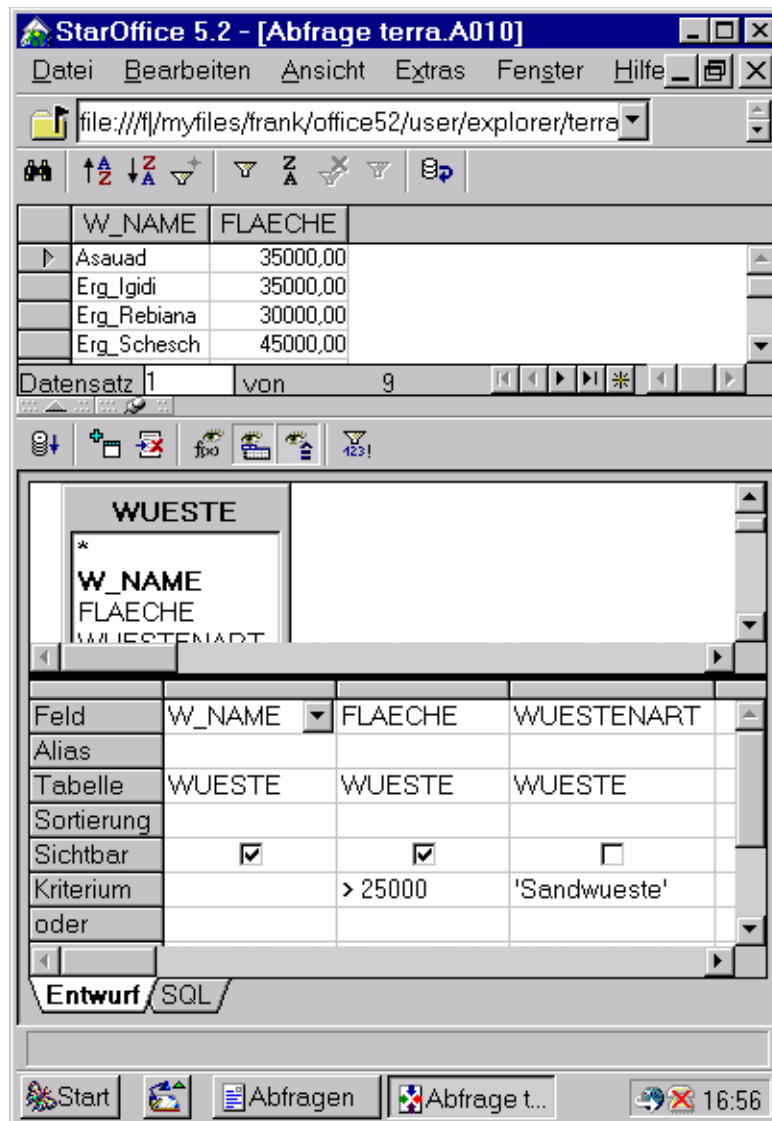 StarOffice 5.2 - [Abfrage terra.A010]
Datei Bearbeiten Ansicht Extras Fenster Hilfe
file:///f|/myfiles/frank/office52/user/explorer/terra
W_NAME FLAECHE
Asauad 35000,00
Erg_Igidi 35000,00
Erg_Rebiana 30000,00
Erg_Schesch 45000,00
Datensatz 1 von 9
f(x) 123!
WUESTE
*
W_NAME
FLAECHE
WUESTENART
Feld W_NAME FLAECHE WUESTENART
Alias
Tabelle WUESTE WUESTE WUESTE
Sortierung
Sichtbar
Kriterium > 25000 'Sandwueste'
oder
Entwurf SQL
Start Abfragen Abfrage t... 16:56